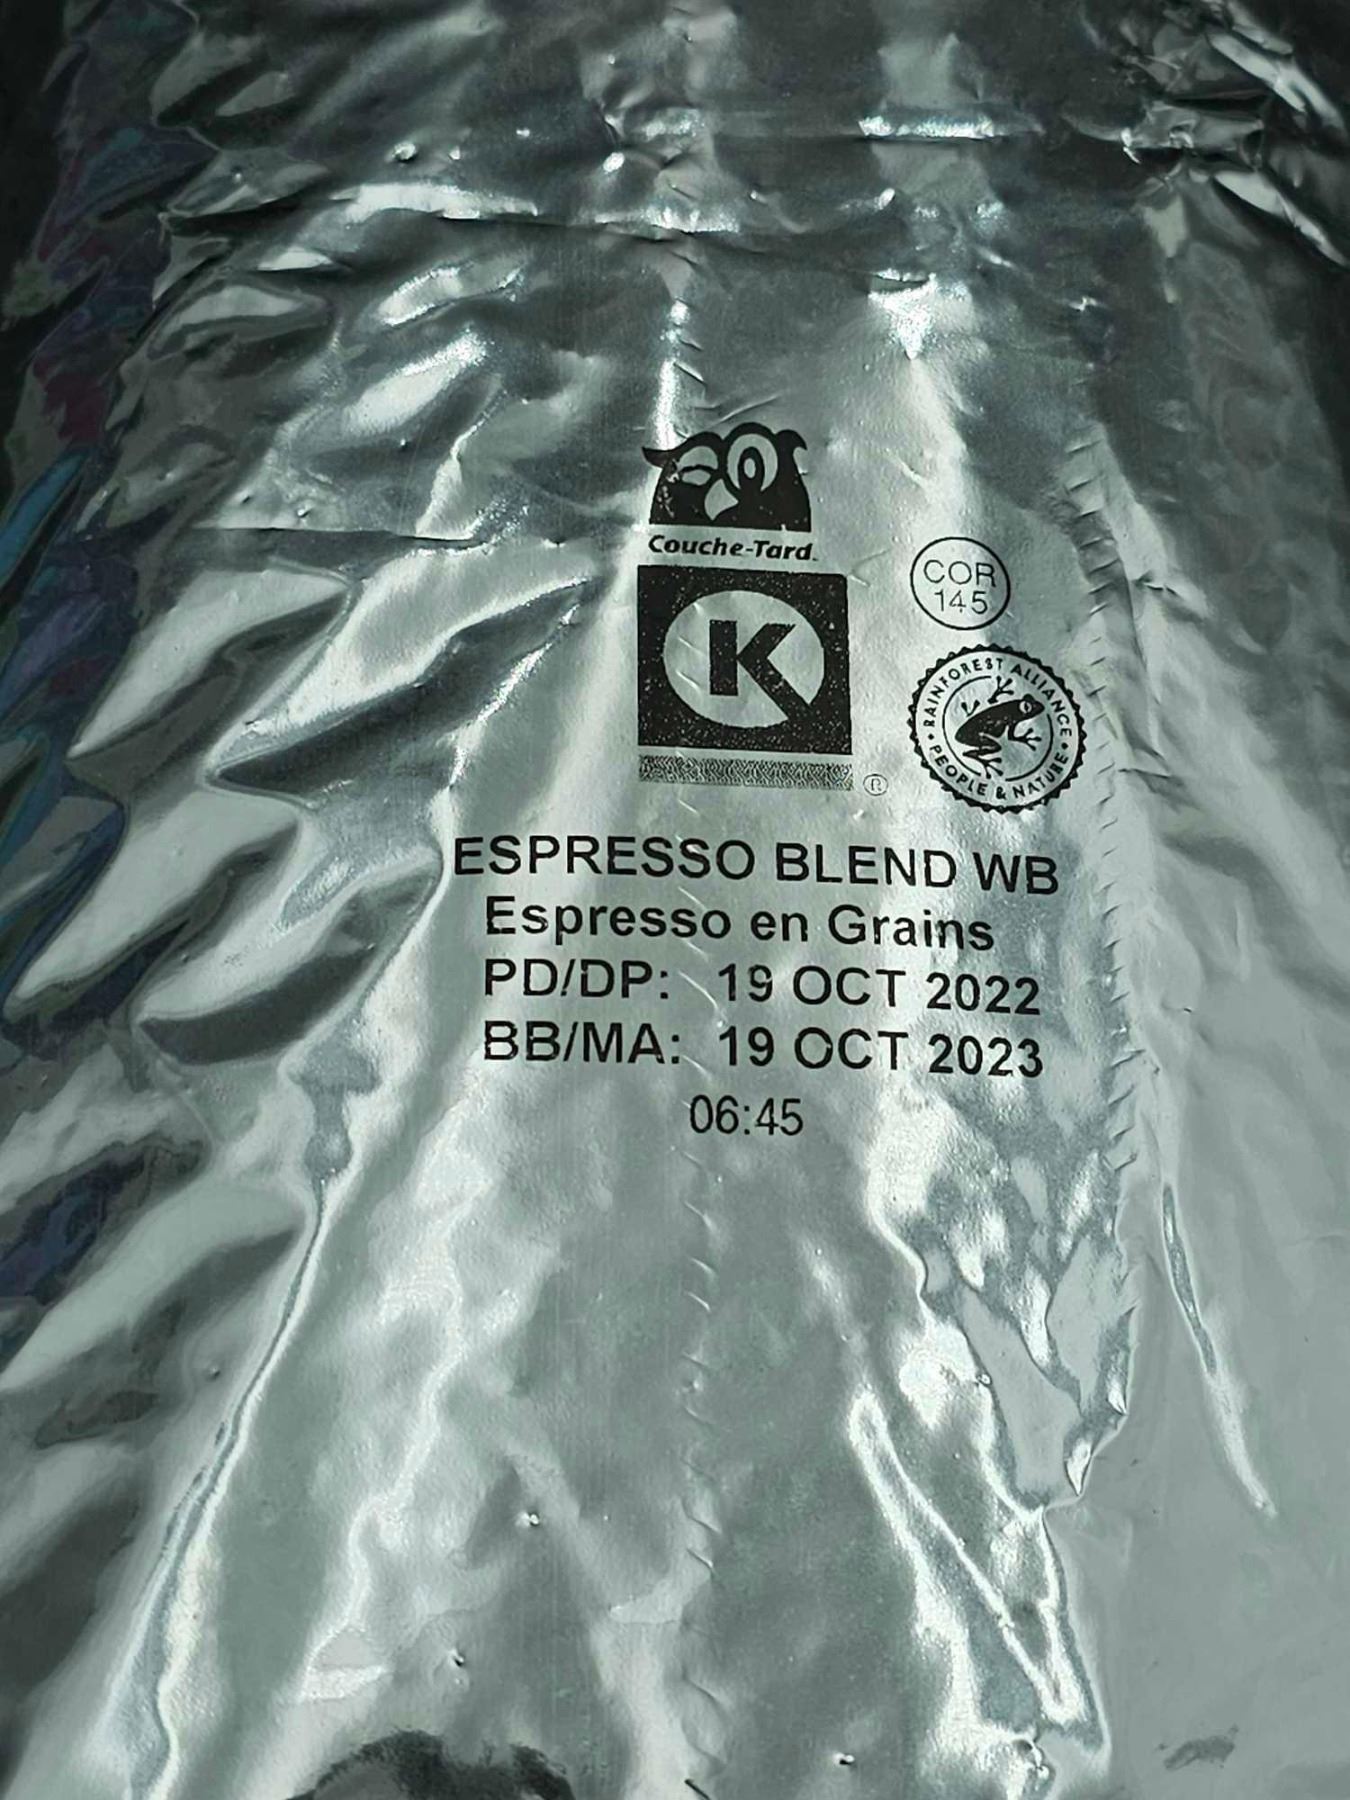 Couche-Tard
K
®
COR
145
RAINFOREST ALLIANCE
• PEOPLE & NATURE •
ESPRESSO BLEND WB
Espresso en Grains
PD/DP: 19 OCT 2022
BB/MA: 19 OCT 2023
06:45